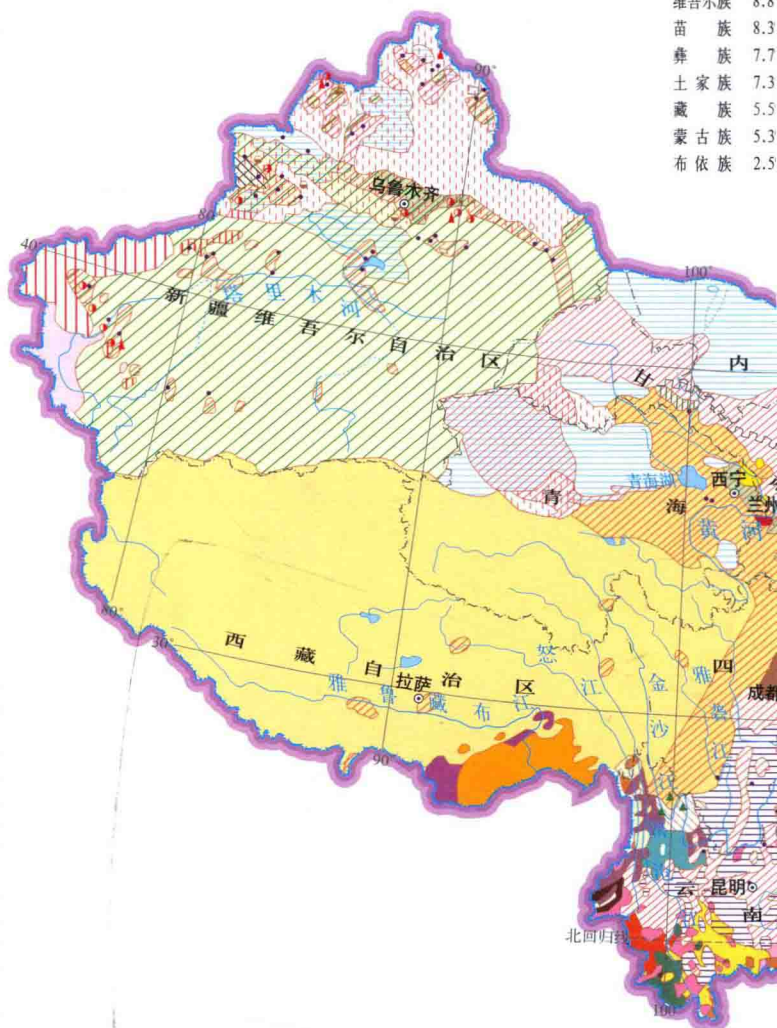 维吾尔族 8.8
苗族 8.3
彝族 7.7
土家族 7.3
藏族 5.5
蒙古族 5.3
布依族 2.5
90°
乌鲁木齐
80°
40°
100°
塔里木河
新疆维吾尔自治区
内
甘
青海湖
西宁
兰州
青海
黄河
80°
30°
西藏自治区
怒江
雅鲁藏布江
拉萨
金沙江
雅砻江
四
成都
90°
澜沧
云南
昆明
北回归线
100°